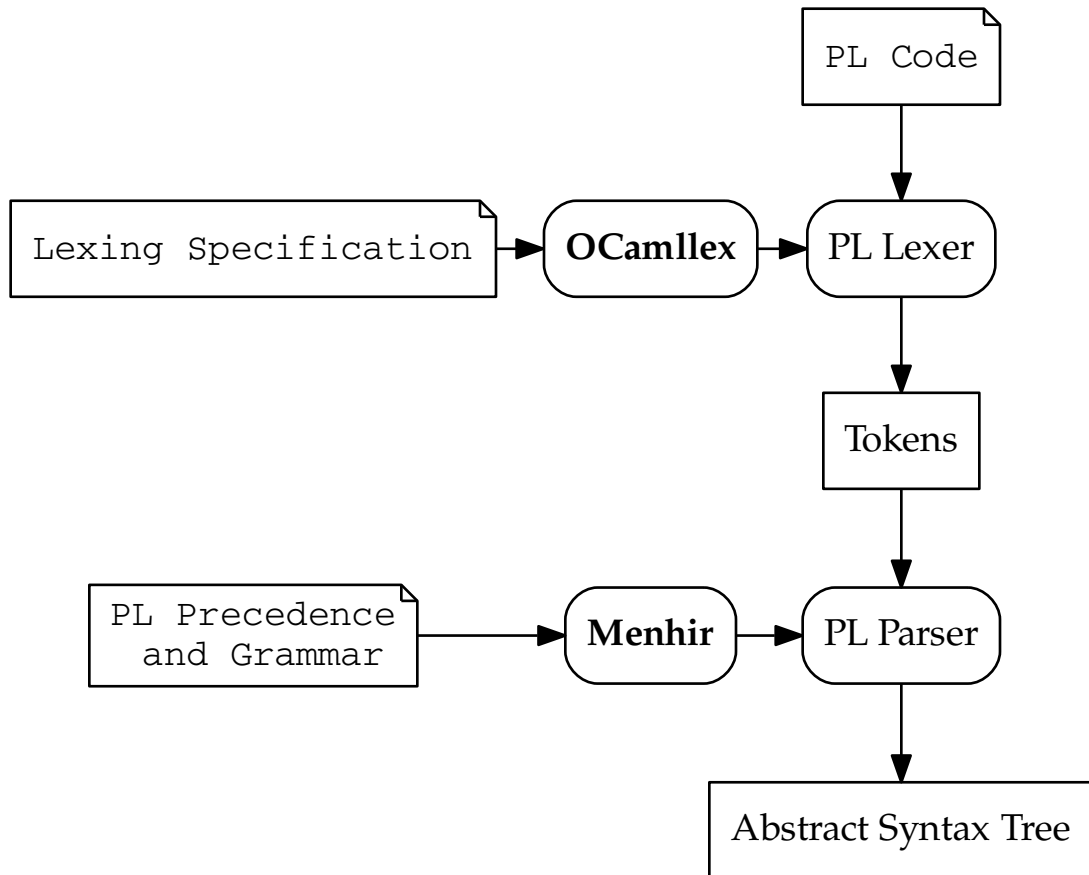 PL Code
Lexing Specification
OCamllex
PL Lexer
Tokens
PL Precedence
and Grammar
Menhir
PL Parser
Abstract Syntax Tree